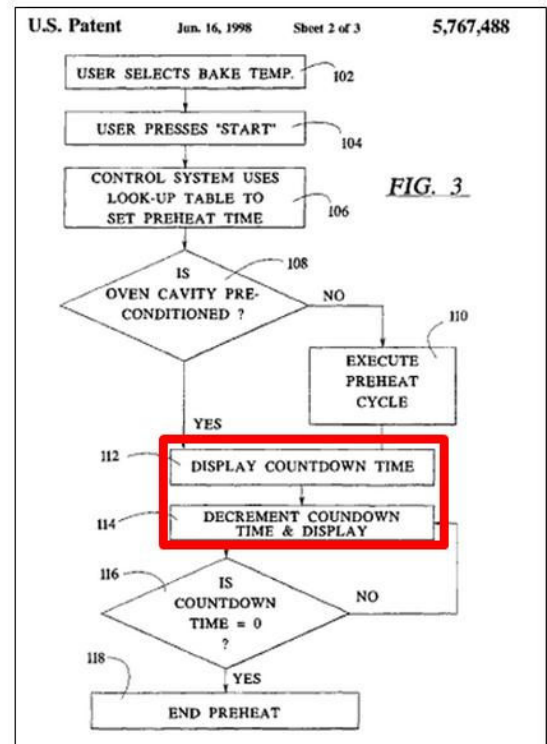 U.S. Patent Jun. 16, 1998 Sheet 2 of 3 5,767,488
USER SELECTS BAKE TEMP.
102
USER PRESSES "START"
104
CONTROL SYSTEM USES
LOOK-UP TABLE TO
SET PREHEAT TIME
106
FIG. 3
IS
OVEN CAVITY PRE-
CONDITIONED ?
108
NO
110
EXECUTE
PREHEAT
CYCLE
YES
112
DISPLAY COUNTDOWN TIME
114
DECREMENT COUNDOWN
TIME & DISPLAY
116
IS
COUNTDOWN
TIME = 0
?
NO
YES
118
END PREHEAT